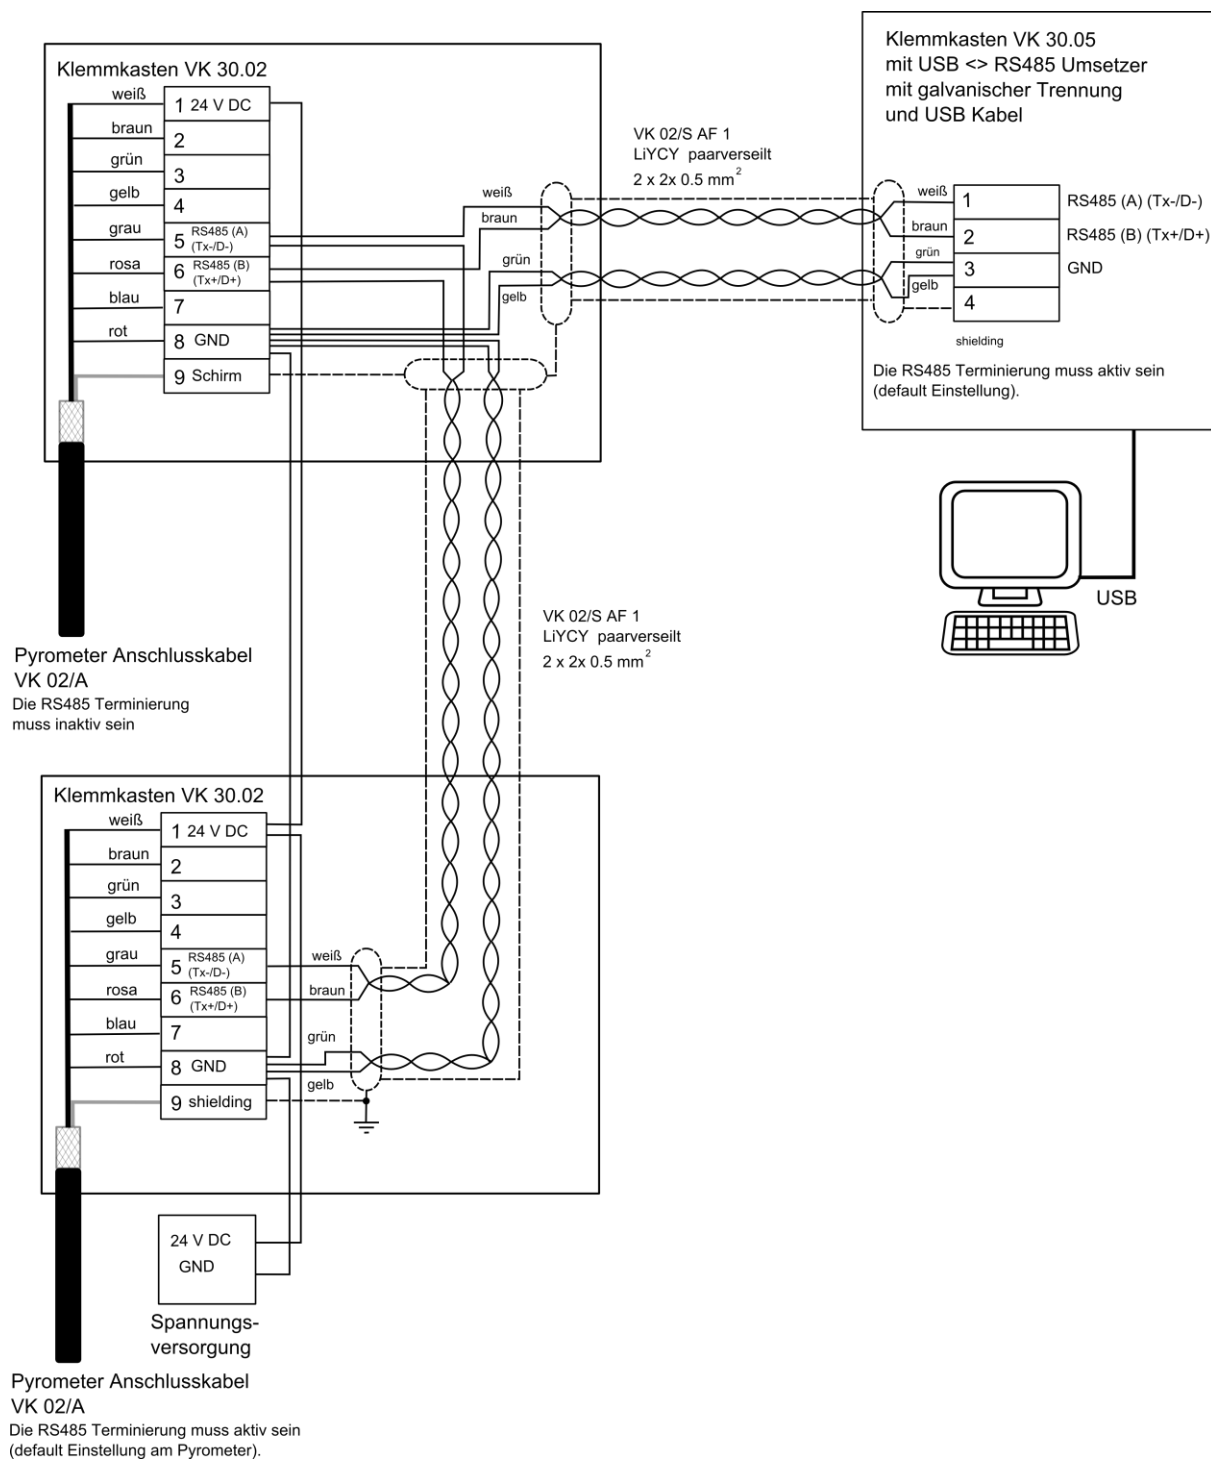 Klemmkasten VK 30.02
weiß
1 24 V DC
braun
2
grün
3
gelb
4
grau
5 RS485 (A)
(Tx-/D-)
rosa
6 RS485 (B)
(Tx+/D+)
blau
7
rot
8 GND
9 Schirm
weiß
braun
grün
gelb
VK 02/S AF 1
LiYCY paarverseilt
2 x 2x 0.5 mm²
Klemmkasten VK 30.05
mit USB <> RS485 Umsetzer
mit galvanischer Trennung
und USB Kabel
weiß
1
RS485 (A) (Tx-/D-)
braun
2
RS485 (B) (Tx+/D+)
grün
3
GND
gelb
4
shielding
Die RS485 Terminierung muss aktiv sein
(default Einstellung).
USB
VK 02/S AF 1
LiYCY paarverseilt
2 x 2x 0.5 mm²
Pyrometer Anschlusskabel
VK 02/A
Die RS485 Terminierung
muss inaktiv sein
Klemmkasten VK 30.02
weiß
1 24 V DC
braun
2
grün
3
gelb
4
grau
5 RS485 (A)
(Tx-/D-)
rosa
6 RS485 (B)
(Tx+/D+)
blau
7
rot
8 GND
9 shielding
weiß
braun
grün
gelb
24 V DC
GND
Spannungs-
versorgung
Pyrometer Anschlusskabel
VK 02/A
Die RS485 Terminierung muss aktiv sein
(default Einstellung am Pyrometer).